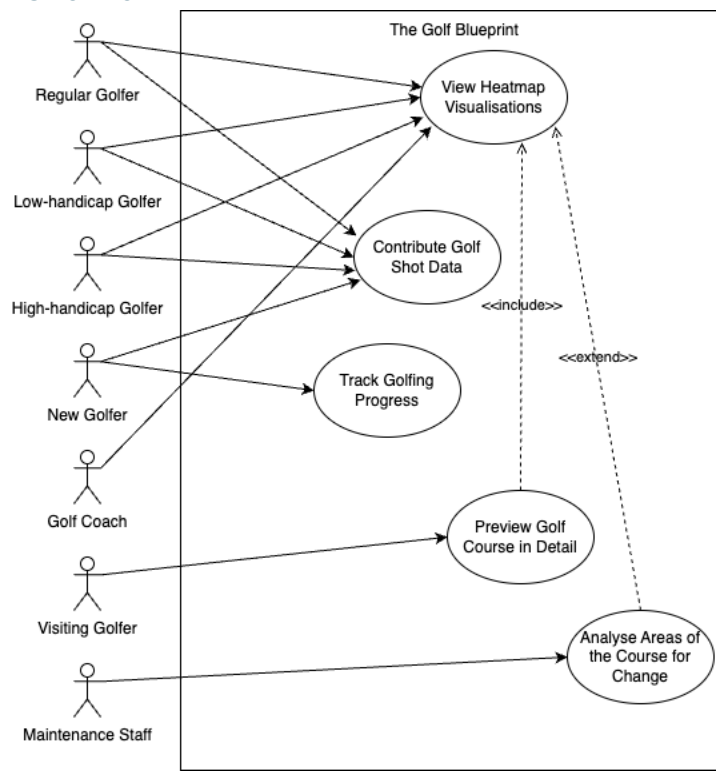 The Golf Blueprint
Regular Golfer
View Heatmap
Visualisations
Low-handicap Golfer
Contribute Golf
Shot Data
High-handicap Golfer
<<include>>
<<extend>>
Track Golfing
Progress
New Golfer
Golf Coach
Preview Golf
Course in Detail
Visiting Golfer
Analyse Areas of
the Course for
Change
Maintenance Staff